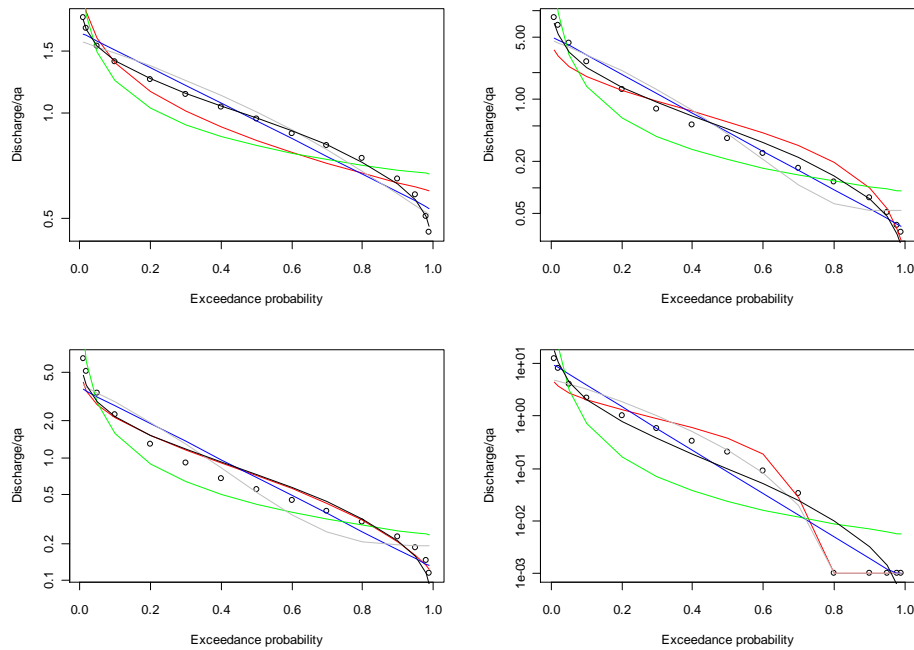 1.5
1.0
0.5
Discharge/qa
0.0 0.2 0.4 0.6 0.8 1.0
Exceedance probability
5.00
1.00
0.20
0.05
Discharge/qa
0.0 0.2 0.4 0.6 0.8 1.0
Exceedance probability
5.0
2.0
1.0
0.5
0.2
0.1
Discharge/qa
0.0 0.2 0.4 0.6 0.8 1.0
Exceedance probability
1e+01
1e+00
1e-01
1e-02
1e-03
Discharge/qa
0.0 0.2 0.4 0.6 0.8 1.0
Exceedance probability